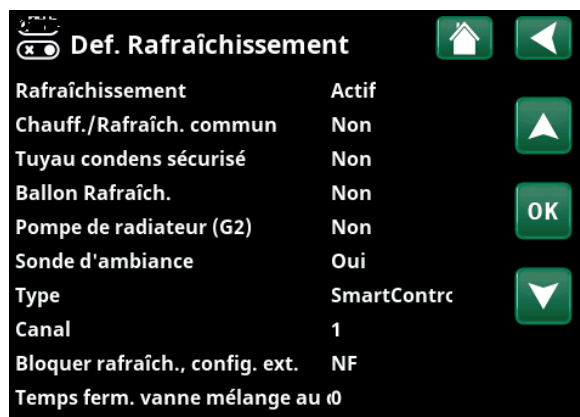 Def. Rafraîchissement
Rafraîchissement Actif
Chauff./Rafraîch. commun Non
Tuyau condens sécurisé Non
Ballon Rafraîch. Non
Pompe de radiateur (G2) Non
OK
Sonde d'ambiance Oui
Type SmartContrc
Canal 1
Bloquer rafraîch., config. ext. NF
Temps ferm. vanne mélange au 0